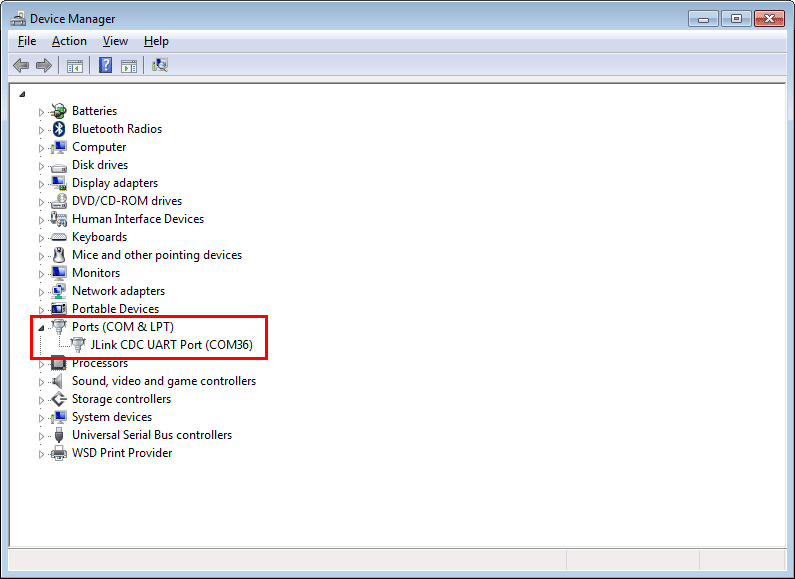 Device Manager
File Action View Help
Batteries
Bluetooth Radios
Computer
Disk drives
Display adapters
DVD/CD-ROM drives
Human Interface Devices
Keyboards
Mice and other pointing devices
Monitors
Network adapters
Portable Devices
Ports (COM & LPT)
JLink CDC UART Port (COM36)
Processors
Sound, video and game controllers
Storage controllers
System devices
Universal Serial Bus controllers
WSD Print Provider